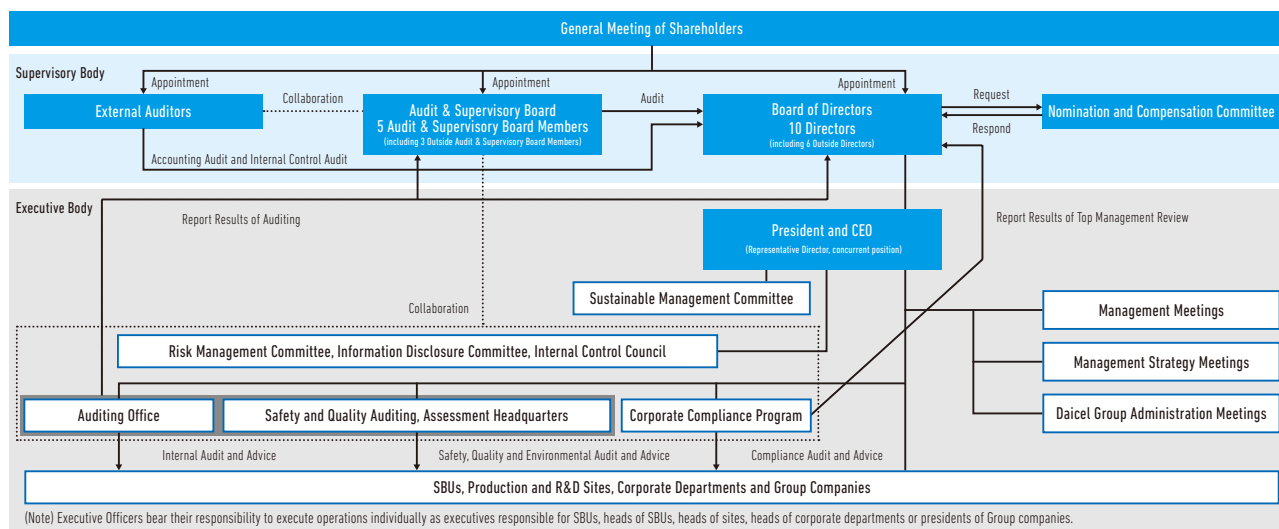 General Meeting of Shareholders
Supervisory Body
Appointment
Appointment
Appointment
External Auditors
Collaboration
Audit & Supervisory Board
5 Audit & Supervisory Board Members
(including 3 Outside Audit & Supervisory Board Members)
Audit
Board of Directors
10 Directors
(including 6 Outside Directors)
Request
Respond
Nomination and Compensation Committee
Accounting Audit and Internal Control Audit
Executive Body
Report Results of Auditing
President and CEO
(Representative Director, concurrent position)
Report Results of Top Management Review
Sustainable Management Committee
Collaboration
Management Meetings
Risk Management Committee, Information Disclosure Committee, Internal Control Council
Management Strategy Meetings
Auditing Office
Safety and Quality Auditing, Assessment Headquarters
Corporate Compliance Program
Daicel Group Administration Meetings
Internal Audit and Advice
Safety, Quality and Environmental Audit and Advice
Compliance Audit and Advice
SBUs, Production and R&D Sites, Corporate Departments and Group Companies
(Note) Executive Officers bear their responsibility to execute operations individually as executives responsible for SBUs, heads of SBUs, heads of sites, heads of corporate departments or presidents of Group companies.